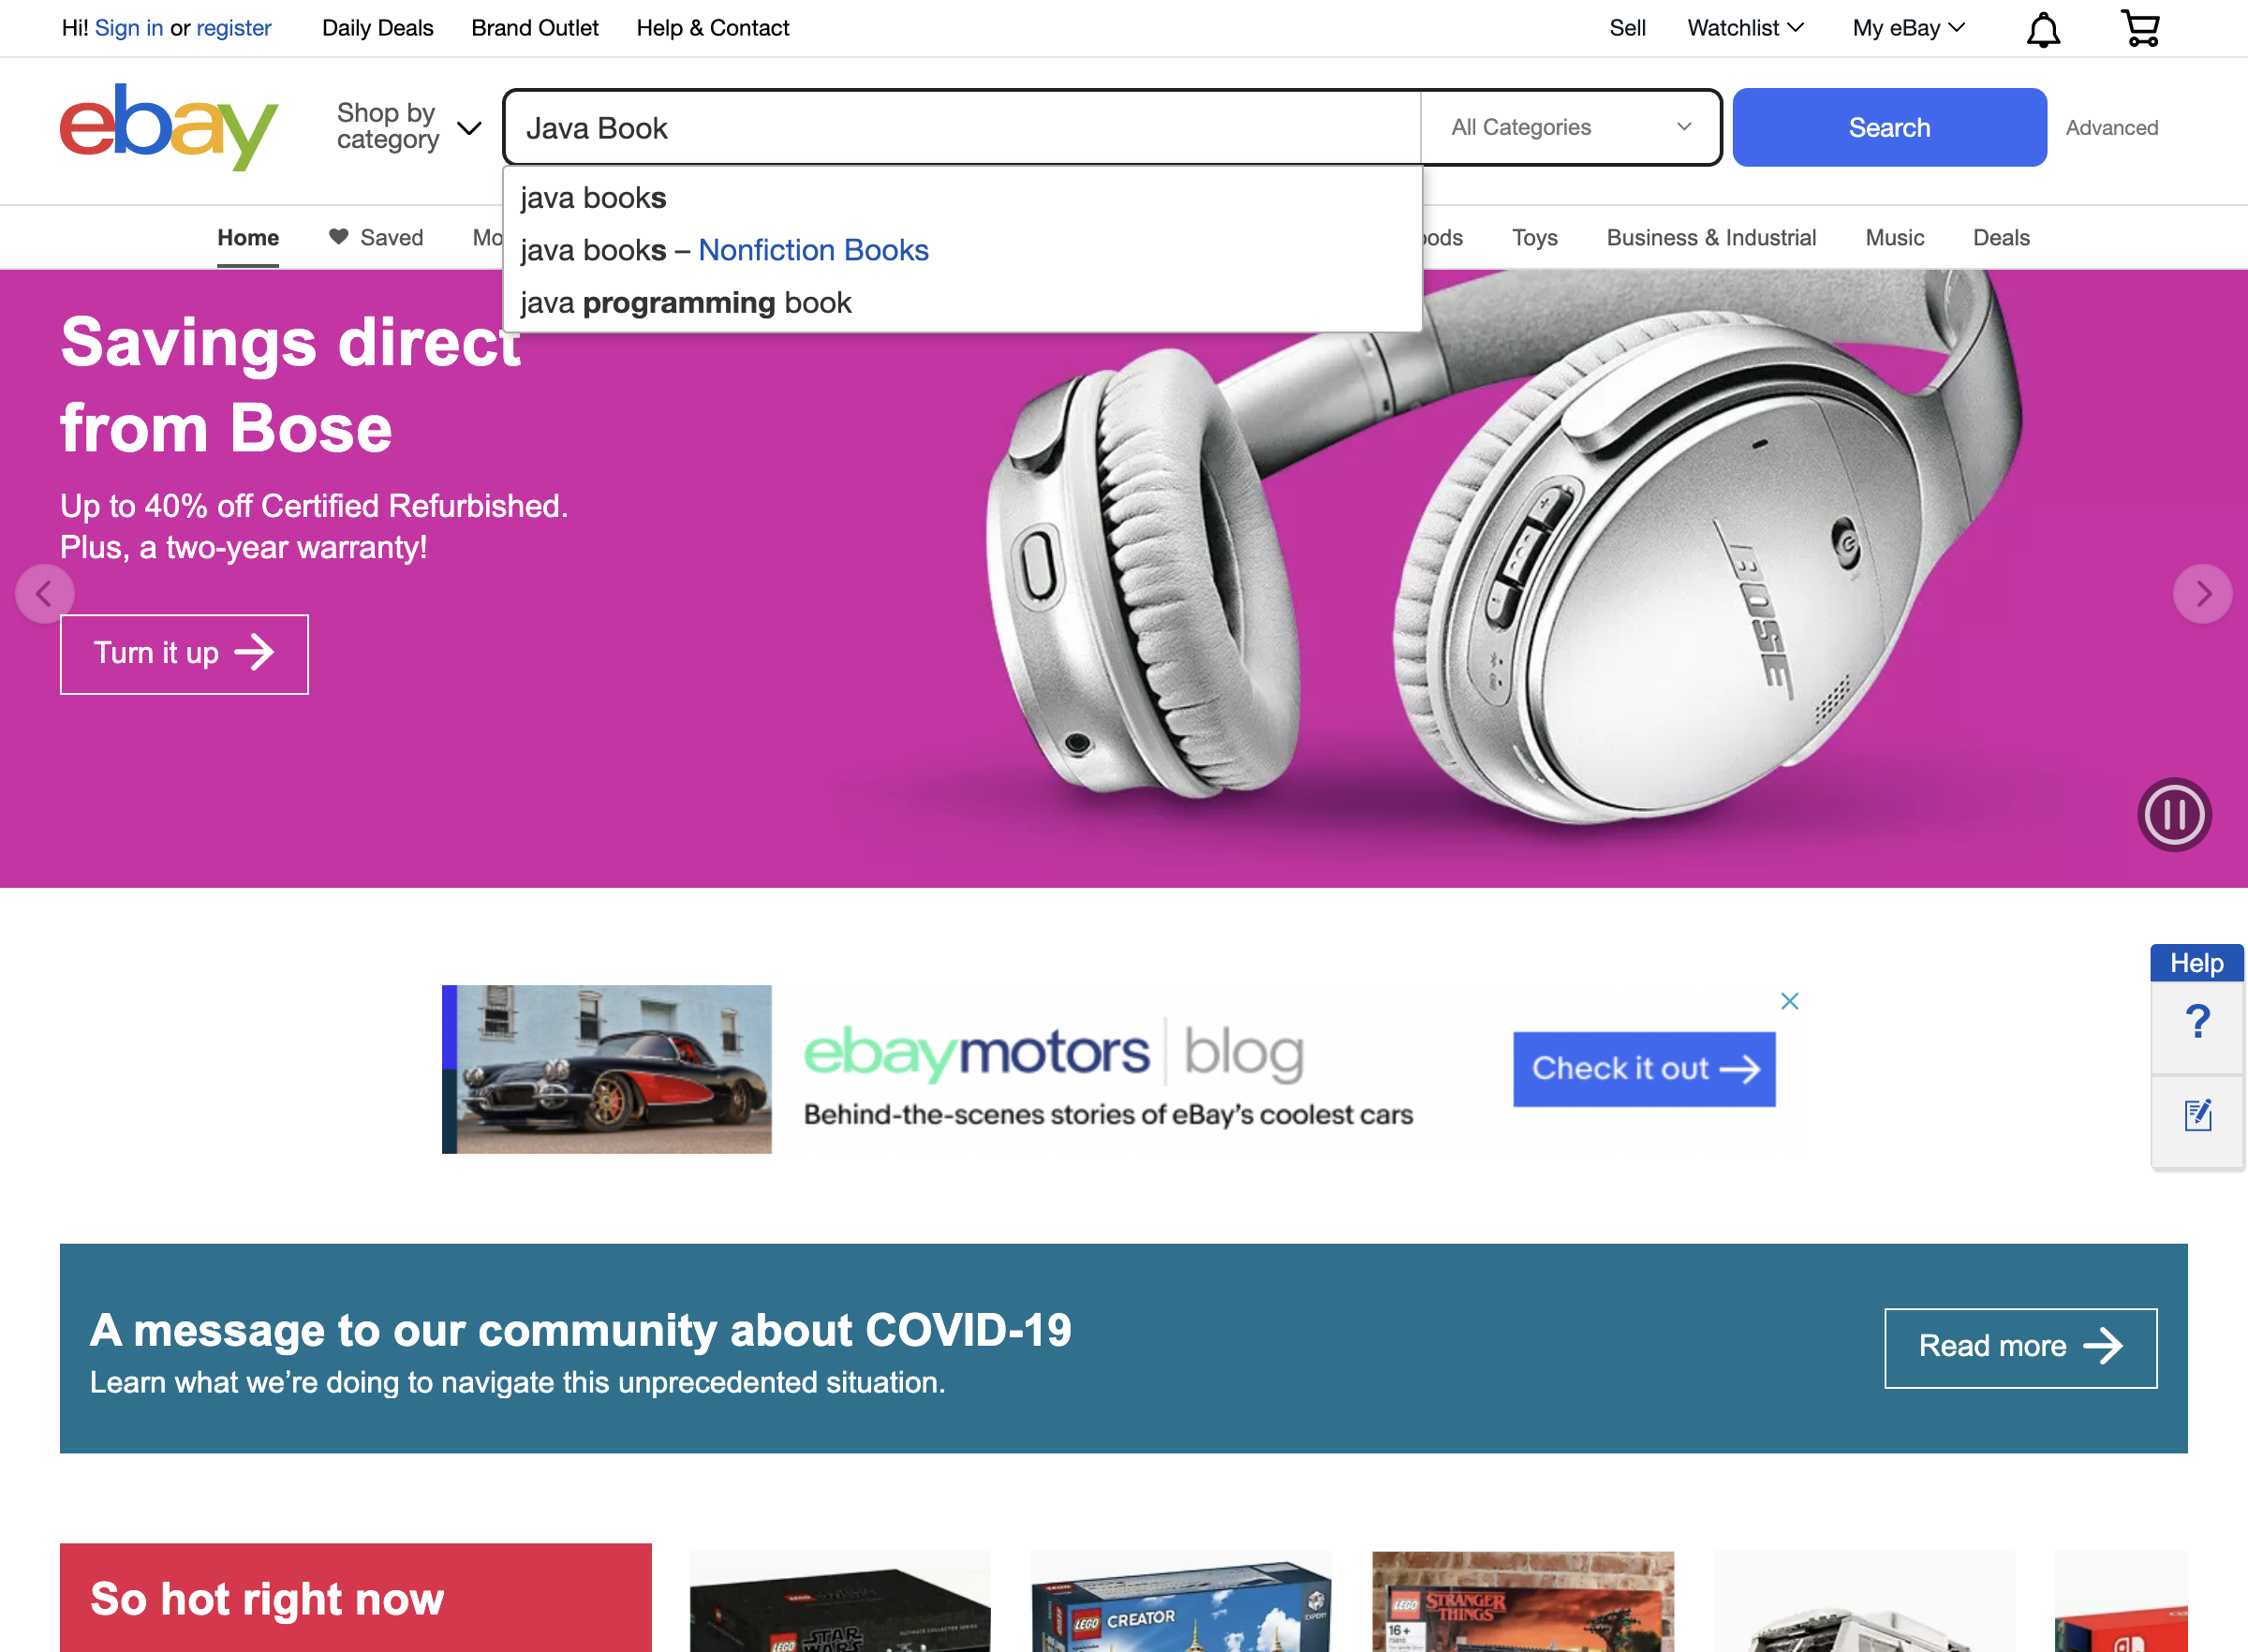 Hi! Sign in or register Daily Deals Brand Outlet Help & Contact Sell Watchlist My eBay
ebay
Shop by
category
Java Book
All Categories
Search
Advanced
java books
java books – Nonfiction Books
java programming book
Home Saved Toys Business & Industrial Music Deals
Savings direct
from Bose
Up to 40% off Certified Refurbished.
Plus, a two-year warranty!
Turn it up
BOSE
Help
?
ebaymotors blog
Behind-the-scenes stories of eBay's coolest cars
Check it out
A message to our community about COVID-19
Learn what we're doing to navigate this unprecedented situation.
Read more
So hot right now
LEGO STAR WARS
LEGO CREATOR
EXPERT
LEGO STRANGER THINGS
16+
75810